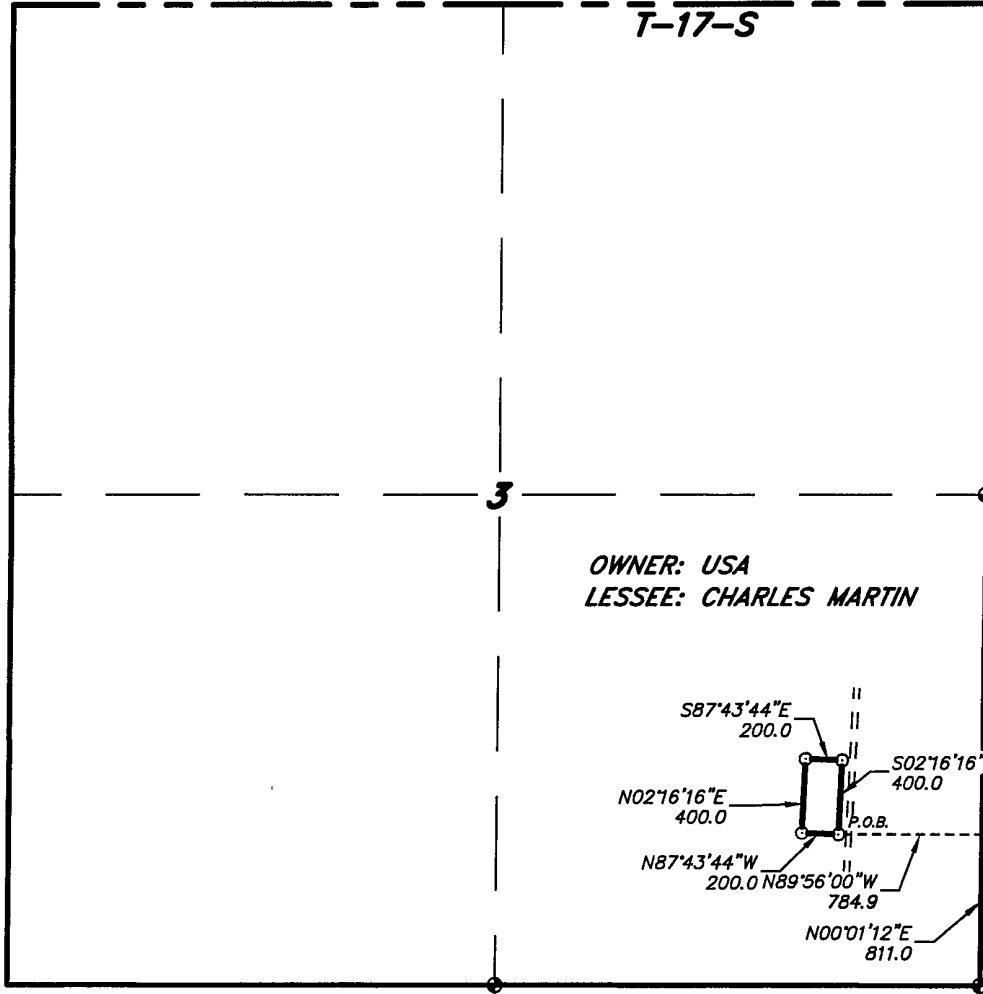 T-17-S
3
OWNER: USA
LESSEE: CHARLES MARTIN
S87°43'44"E
200.0
S02°16'16"
400.0
N02°16'16"E
400.0
P.O.B.
N87°43'44"W
200.0
N89°56'00"W
784.9
N00°01'12"E
811.0